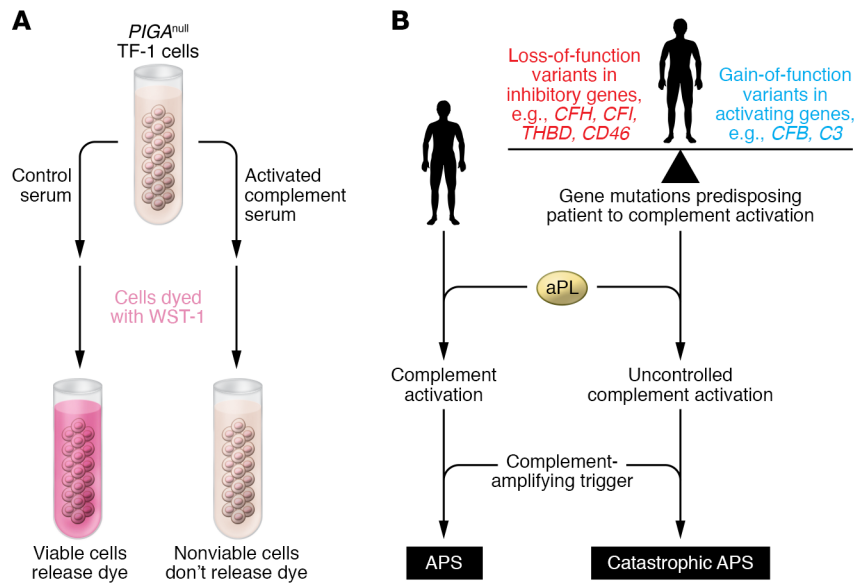 A
PIGAnull
TF-1 cells
Control
serum
Activated
complement
serum
Cells dyed
with WST-1
Viable cells
release dye
Nonviable cells
don't release dye
B
Loss-of-function
variants in
inhibitory genes,
e.g., CFH, CFI,
THBD, CD46
Gain-of-function
variants in
activating genes,
e.g., CFB, C3
Gene mutations predisposing
patient to complement activation
aPL
Complement
activation
Uncontrolled
complement activation
Complement-
amplifying trigger
APS
Catastrophic APS